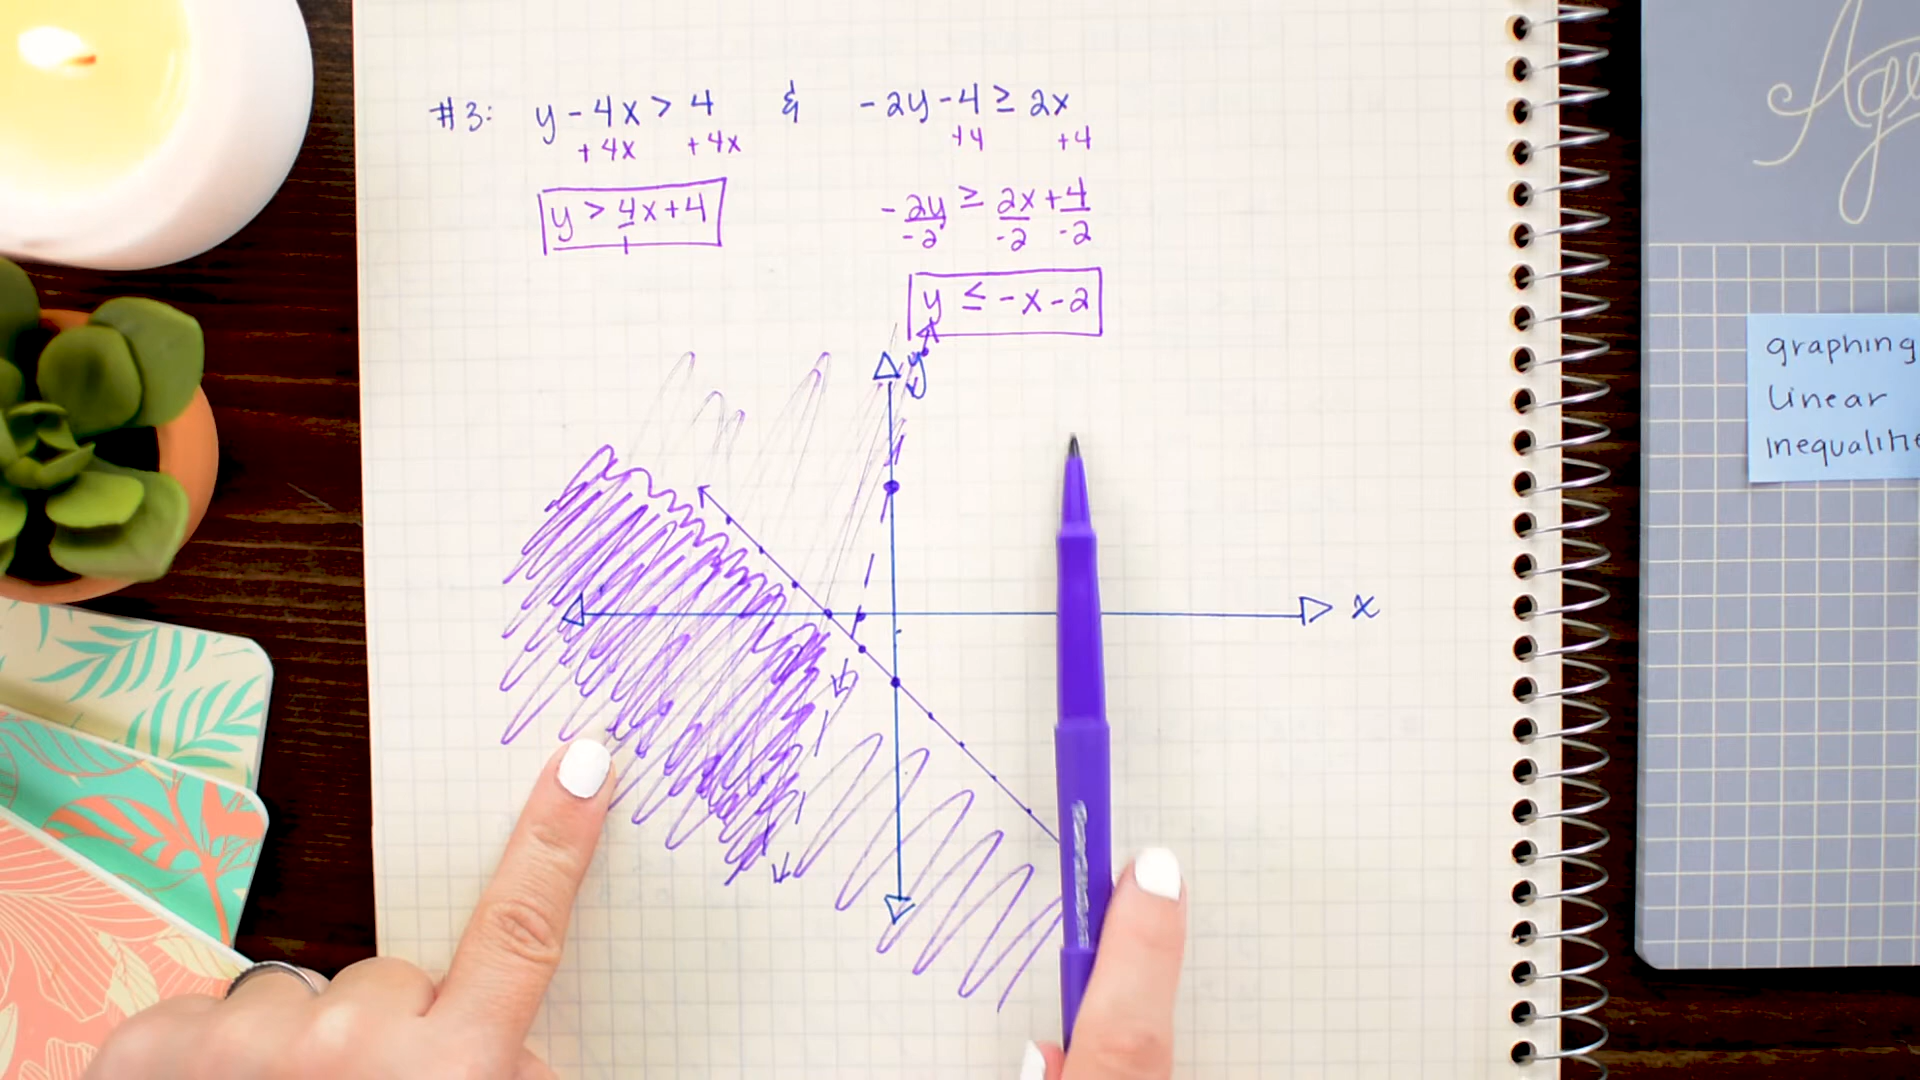 #3: y - 4x > 4 & -2y - 4 ≥ 2x
+ 4x + 4x +4 +4
y > 4x + 4 -2y ≥ 2x + 4
1 -2 -2 -2
y ≤ -x - 2
y
x
graphing
Linear